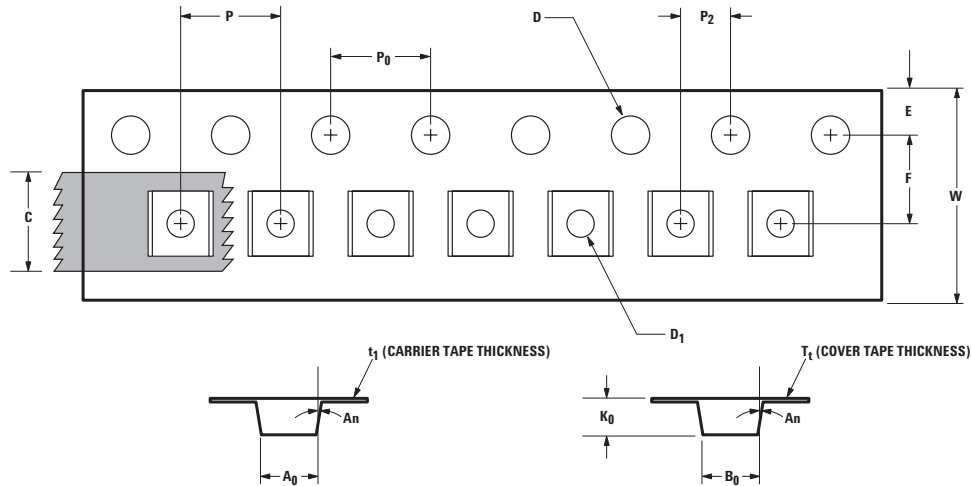 P
P0
D
P2
E
F
W
C
D1
t1 (CARRIER TAPE THICKNESS)
Tt (COVER TAPE THICKNESS)
An
K0
An
A0
B0